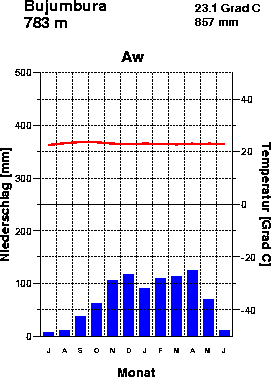 Bujumbura
783 m
23.1 Grad C
857 mm
Aw
500
400
300
200
100
0
40
20
0
-20
-40
Niederschlag [mm]
Temperatur [Grad C]
J A S O N D J F M A M J
Monat